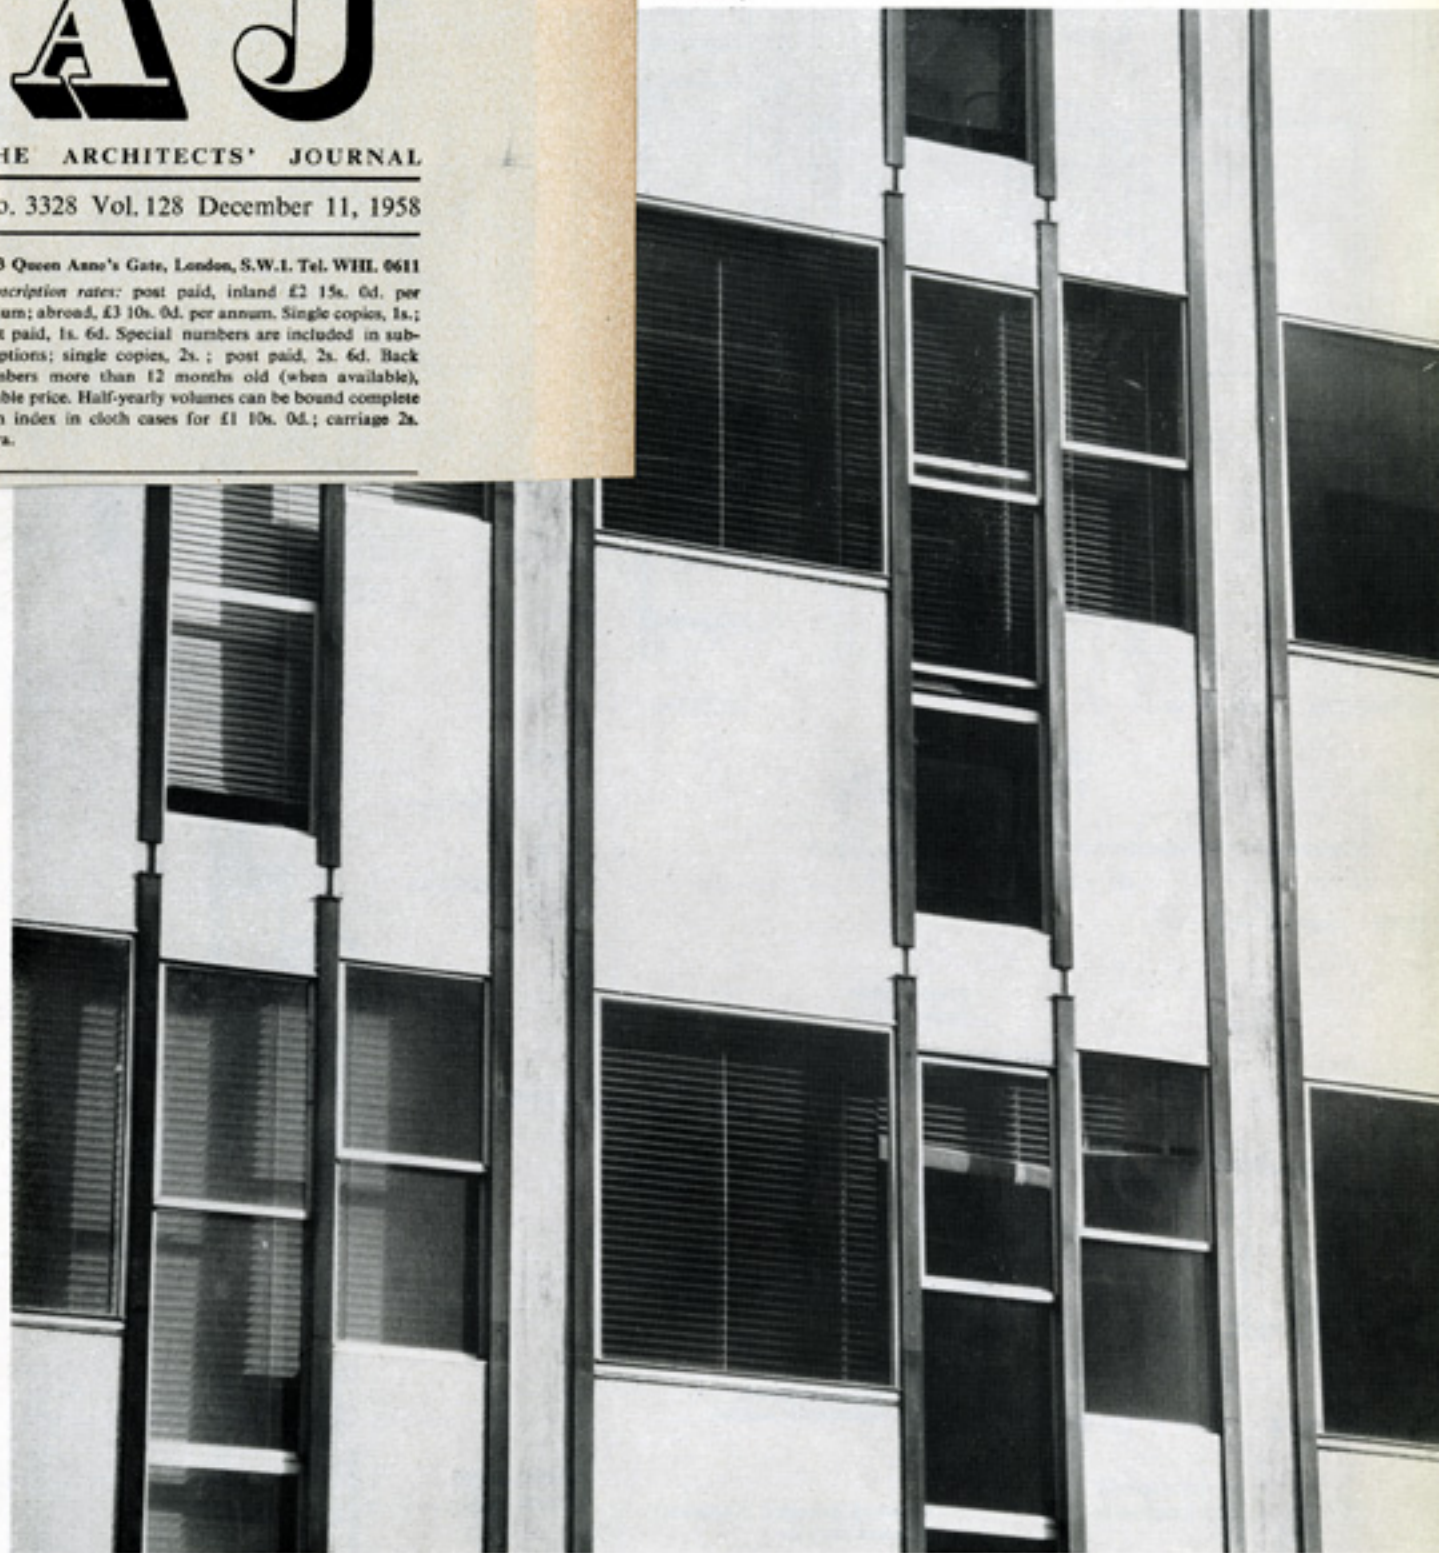 AJ
HE ARCHITECTS' JOURNAL
o. 3328 Vol. 128 December 11, 1958
3 Queen Anne's Gate, London, S.W.1. Tel. WHI. 0611
scription rates: post paid, inland £2 15s. 0d. per
um; abroad, £3 10s. 0d. per annum. Single copies, 1s.;
t paid, 1s. 6d. Special numbers are included in sub-
ptions; single copies, 2s. ; post paid, 2s. 6d. Back
nbers more than 12 months old (when available),
ble price. Half-yearly volumes can be bound complete
h index in cloth cases for £1 10s. 0d.; carriage 2s.
a.